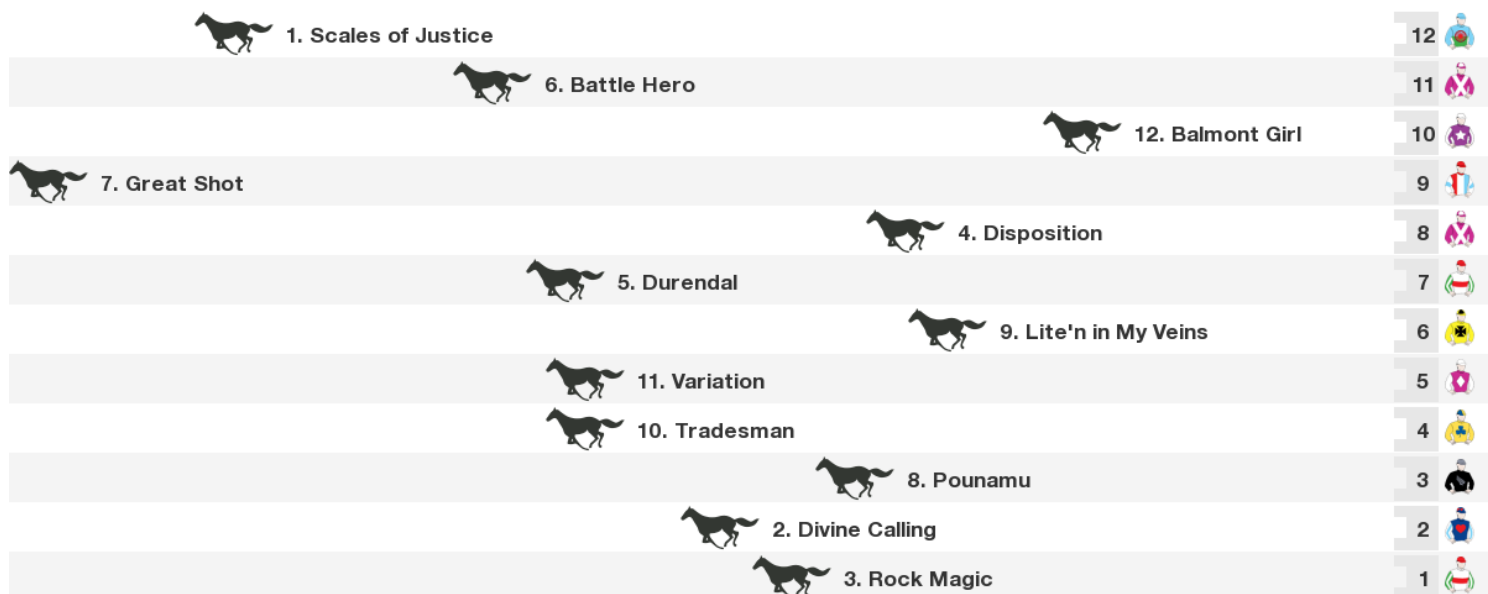 1. Scales of Justice 12
6. Battle Hero 11
12. Balmont Girl 10
7. Great Shot 9
4. Disposition 8
5. Durendal 7
9. Lite'n in My Veins 6
11. Variation 5
10. Tradesman 4
8. Pounamu 3
2. Divine Calling 2
3. Rock Magic 1